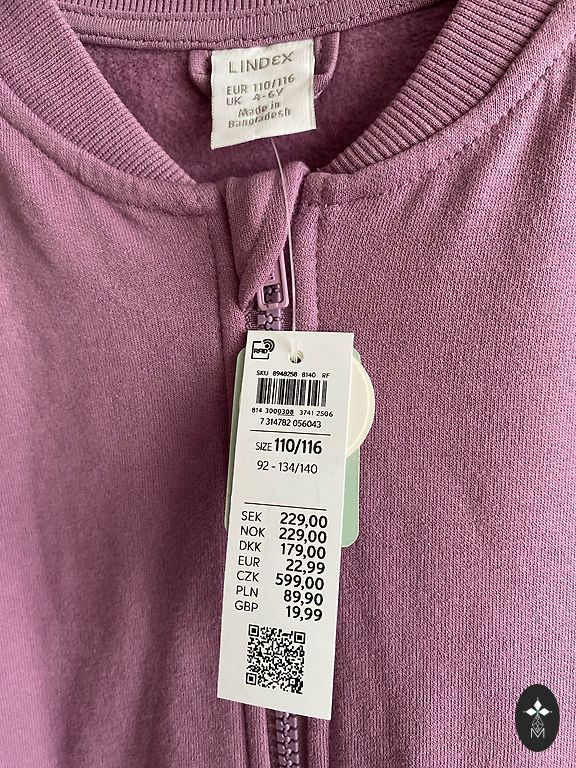 LINDEX
EUR 110/116
UK 4-6Y
Made in
Bangladesh
RFID
SKU 8948258 8140 RF
814 3000308 3741 2506
7 314782 056043
SIZE 110/116
92 - 134/140
SEK 229,00
NOK 229,00
DKK 179,00
EUR 22,99
CZK 599,00
PLN 89,90
GBP 19,99
M